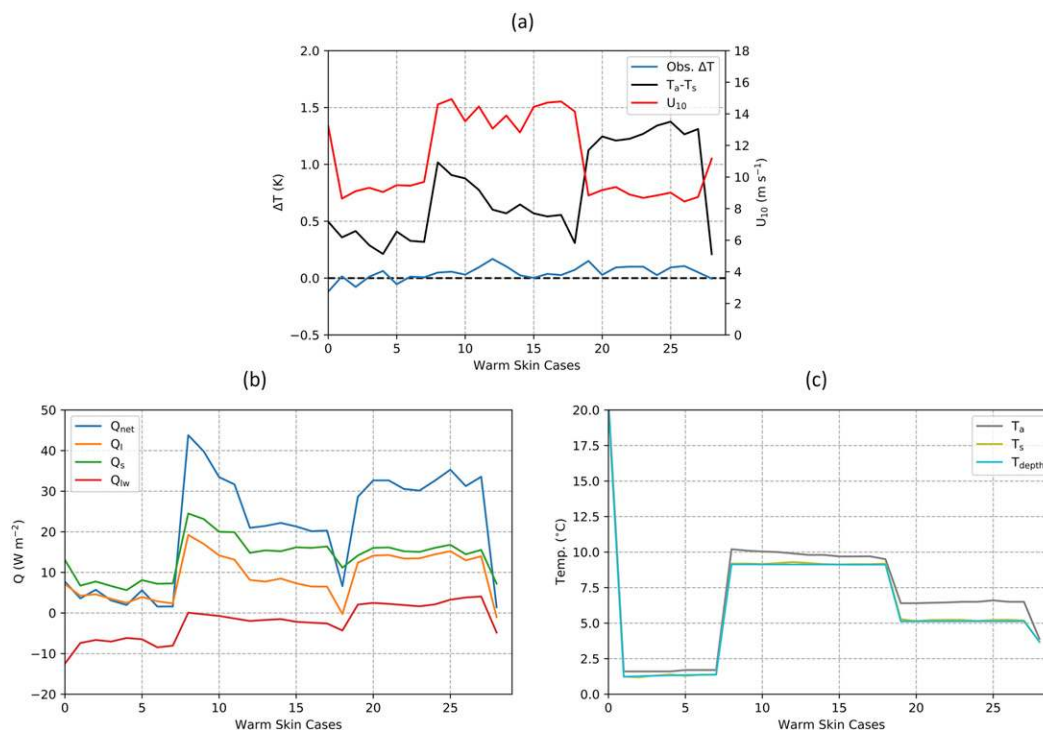 (a)
2.0
1.5
1.0
0.5
0.0
−0.5
ΔT (K)
18
16
14
12
10
8
6
4
2
0
U₁₀ (m s⁻¹)
Obs. ΔT
Tₐ-Tₛ
U₁₀
0 5 10 15 20 25
Warm Skin Cases
(b)
50
40
30
20
10
0
−10
−20
Q (W m⁻²)
Qnet
Ql
Qs
Qlw
0 5 10 15 20 25
Warm Skin Cases
(c)
20.0
17.5
15.0
12.5
10.0
7.5
5.0
2.5
0.0
Temp. (°C)
Tₐ
Tₛ
Tdepth
0 5 10 15 20 25
Warm Skin Cases